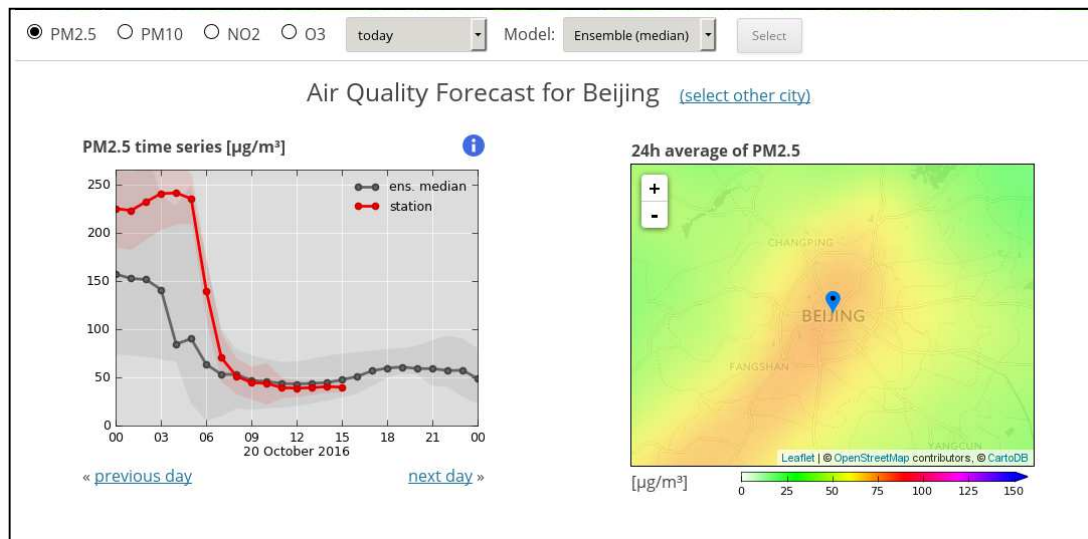 PM2.5 PM10 NO2 O3 today Model: Ensemble (median) Select
Air Quality Forecast for Beijing (select other city)
PM2.5 time series [µg/m³] i
250
200
150
100
50
0
ens. median
station
00 03 06 09 12 15 18 21 00
20 October 2016
« previous day next day »
24h average of PM2.5
+
-
CHANGPING
BEIJING
FANGSHAN
YANGCUN
Leaflet | © OpenStreetMap contributors, © CartoDB
[µg/m³]
0 25 50 75 100 125 150